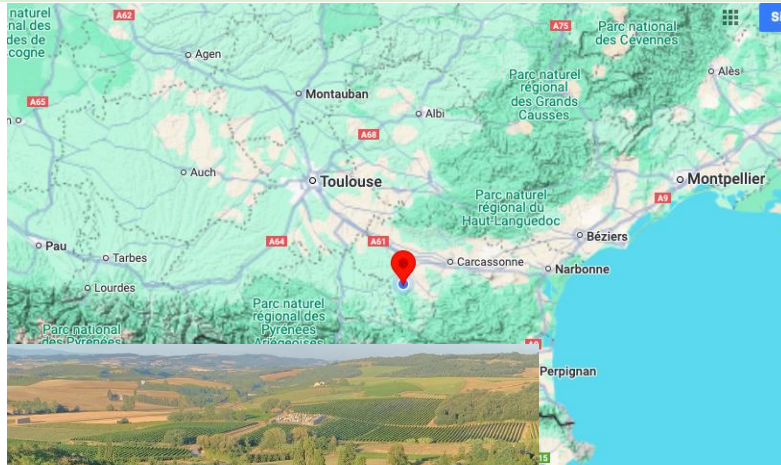 naturel
nal des
des de
cogne
A62
Agen
A65
Montauban
A68
Albi
A75
Parc national
des Cévennes
Alès
Parc naturel
régional
des Grands
Causses
Auch
Toulouse
Montpellier
A9
Parc naturel
régional du
Haut-Languedoc
Béziers
Pau
Tarbes
A64
A61
Carcassonne
Narbonne
Lourdes
Parc naturel
régional des
Pyrénées
Ariégeoises
Parc national
des Pyrénées
Perpignan
15